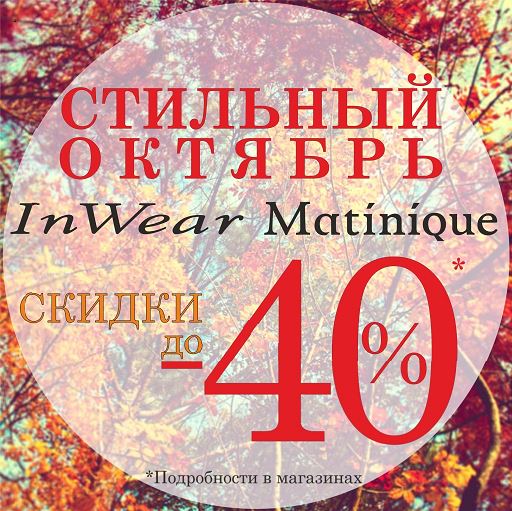 СТИЛЬНЫЙ
ОКТЯБРЬ
InWear Matinique
СКИДКИ
до -40%*
*Подробности в магазинах